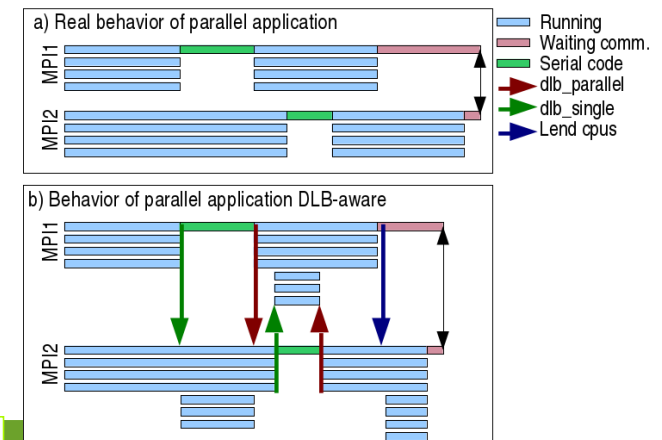 a) Real behavior of parallel application
MPI1
MPI2
Running
Waiting comm.
Serial code
dlb_parallel
dlb_single
Lend cpus
b) Behavior of parallel application DLB-aware
MPI1
MPI2